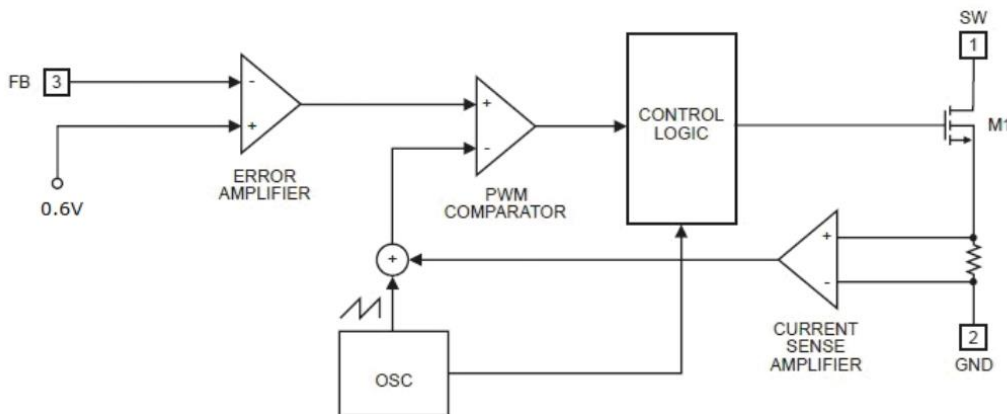 SW
1
FB 3
-
+
0.6V
ERROR
AMPLIFIER
+
-
PWM
COMPARATOR
CONTROL
LOGIC
M1
+
OSC
+
-
CURRENT
SENSE
AMPLIFIER
2
GND